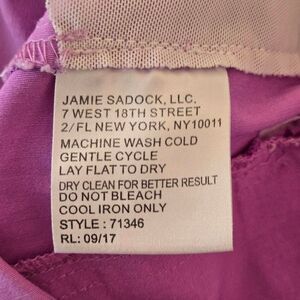 JAMIE SADOCK, LLC.
7 WEST 18TH STREET
2/FL NEW YORK, NY10011
MACHINE WASH COLD
GENTLE CYCLE
LAY FLAT TO DRY
DRY CLEAN FOR BETTER RESULT
DO NOT BLEACH
COOL IRON ONLY
STYLE : 71346
RL: 09/17